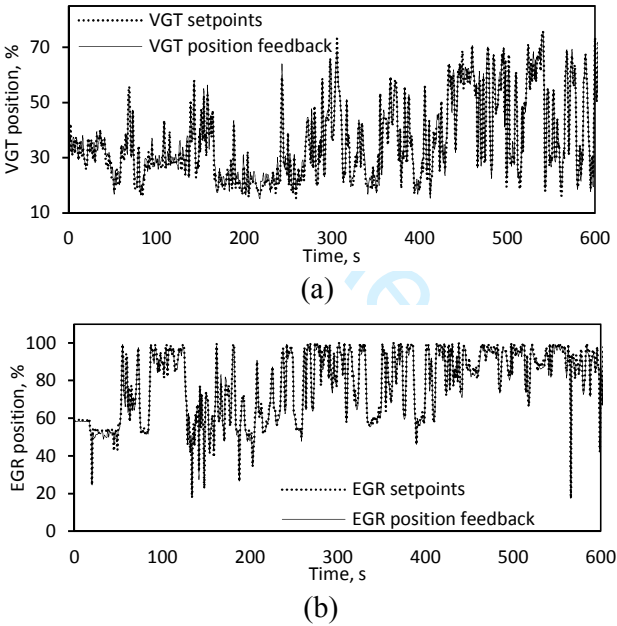 VGT setpoints
VGT position feedback
VGT position, %
70
50
30
10
0 100 200 300 400 500 600
Time, s
(a)
EGR position, %
100
80
60
40
20
0
EGR setpoints
EGR position feedback
0 100 200 300 400 500 600
Time, s
(b)